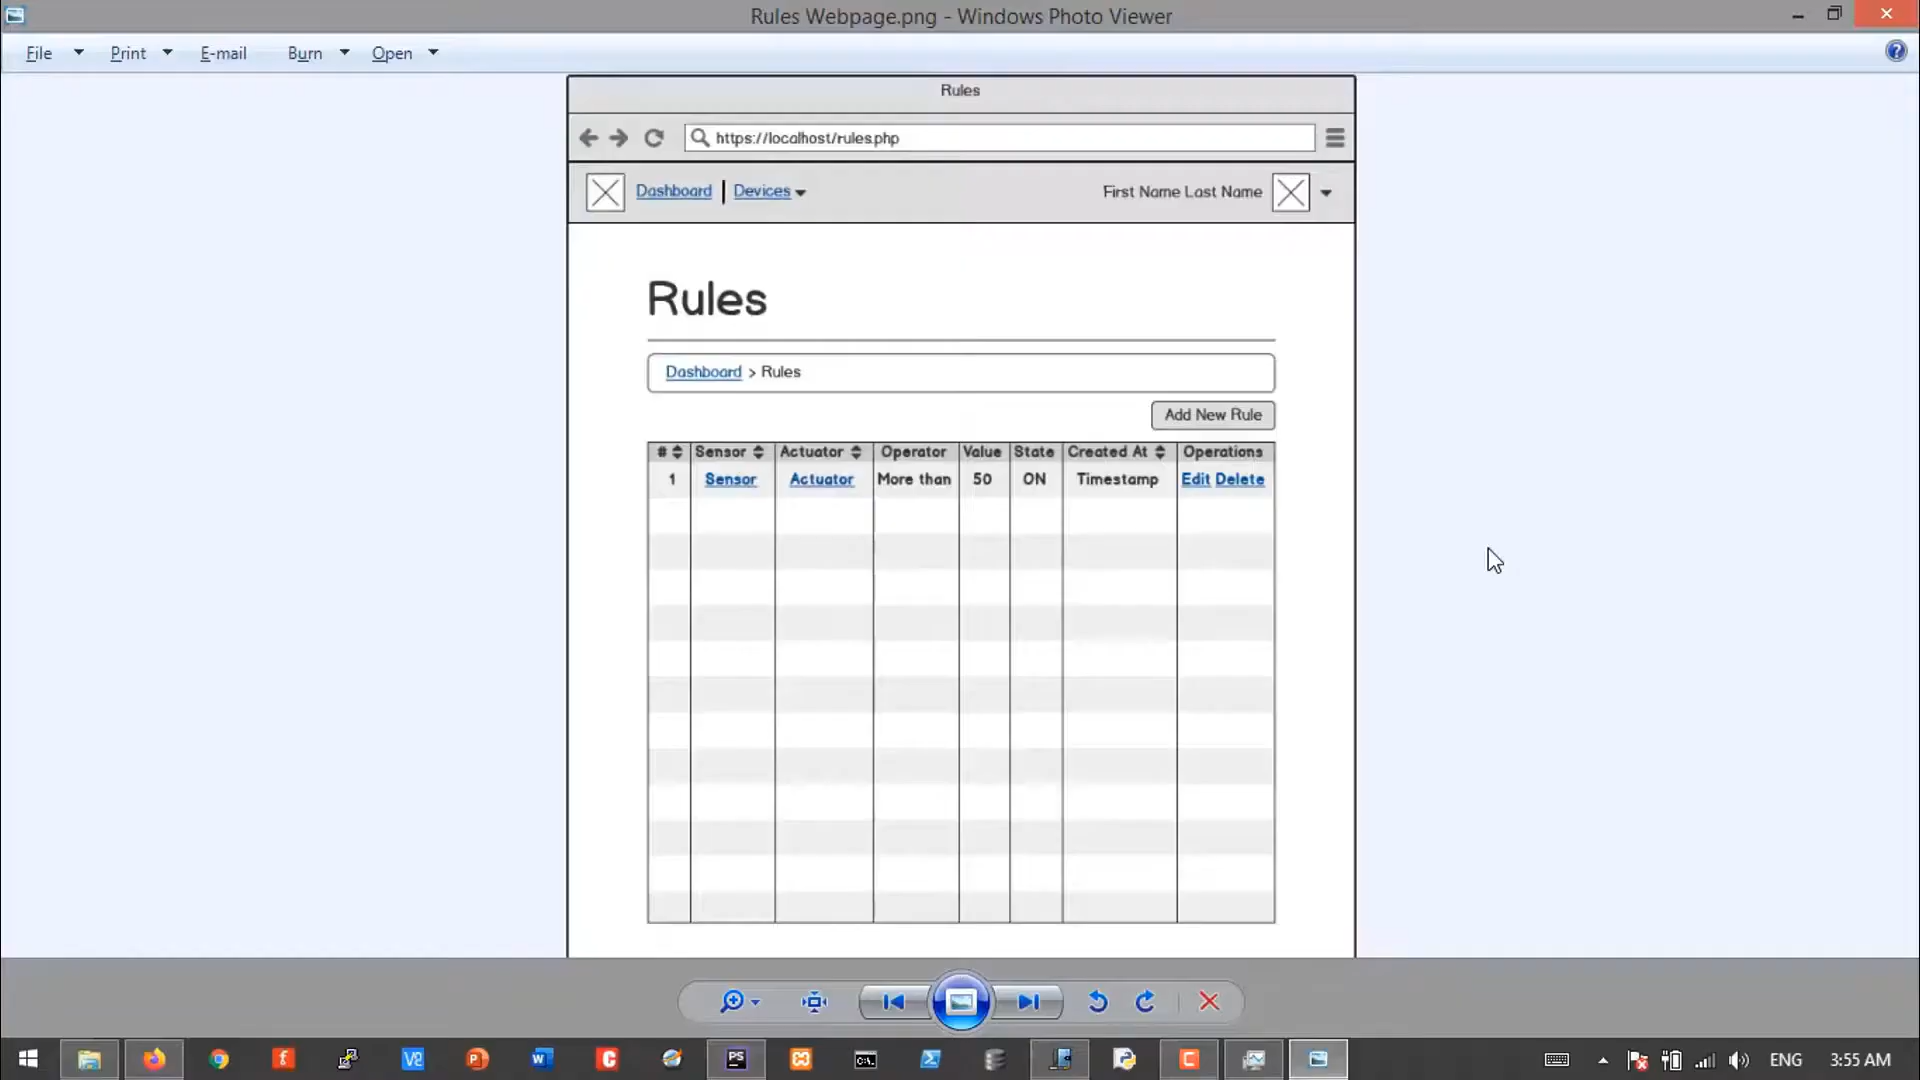 Rules Webpage.png - Windows Photo Viewer
File Print E-mail Burn Open
Rules
https://localhost/rules.php
Dashboard Devices First Name Last Name
Rules
Dashboard > Rules
Add New Rule
# Sensor Actuator Operator Value State Created At Operations
1 Sensor Actuator More than 50 ON Timestamp Edit Delete
ENG 3:55 AM